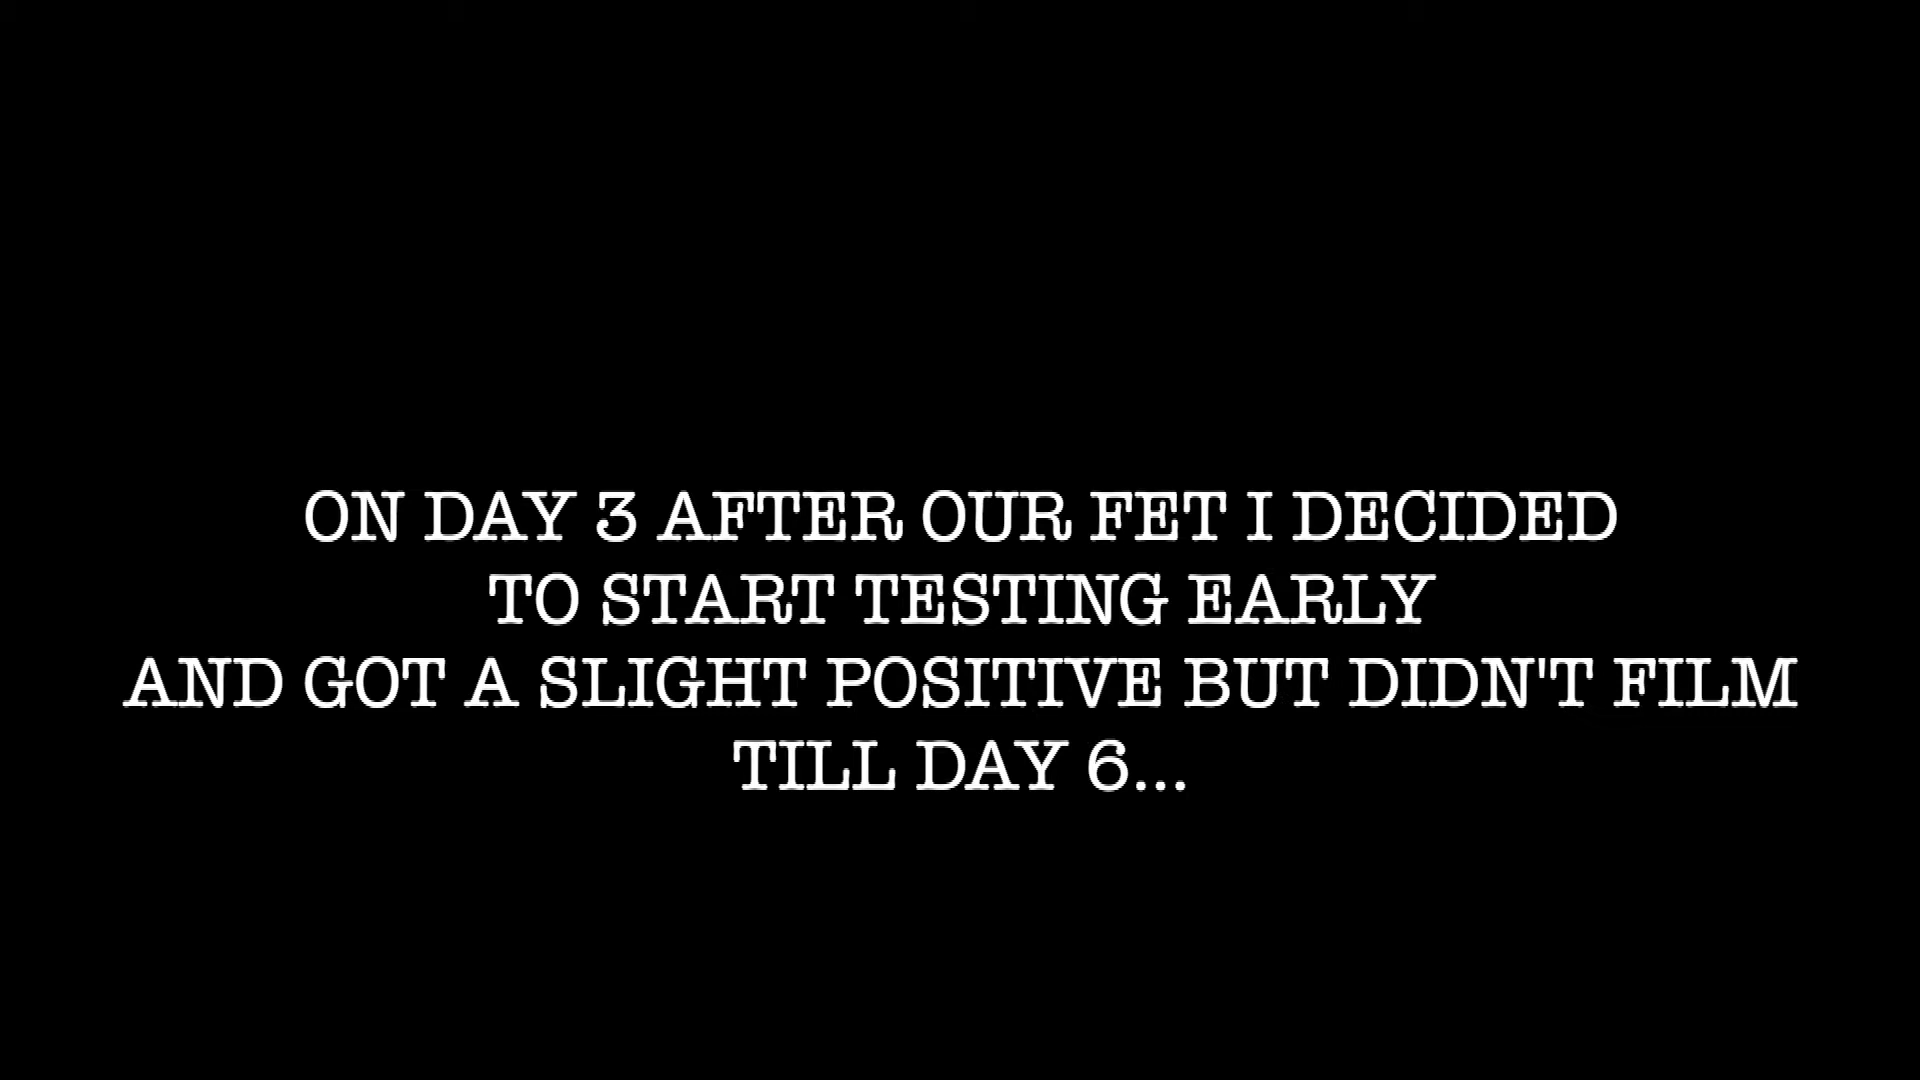 ON DAY 3 AFTER OUR FET I DECIDED
TO START TESTING EARLY
AND GOT A SLIGHT POSITIVE BUT DIDN'T FILM
TILL DAY 6...